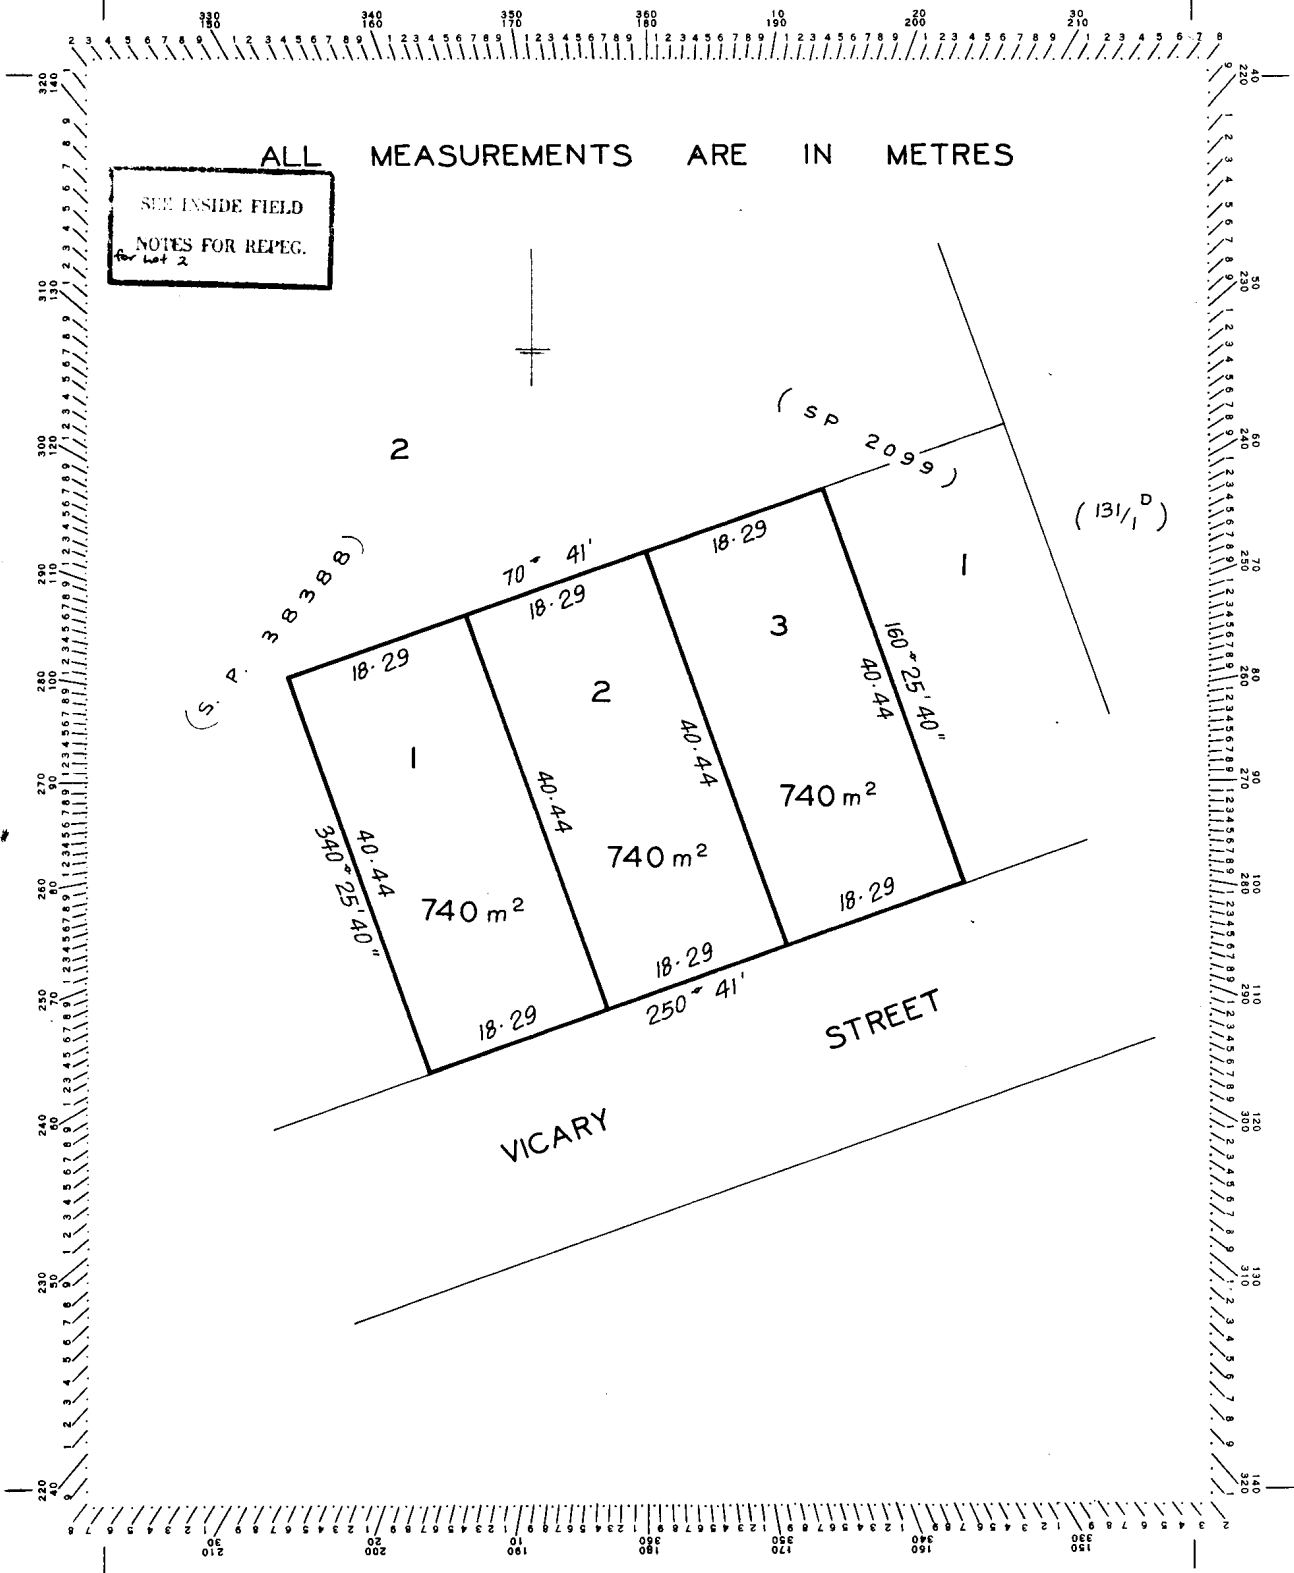 ALL MEASUREMENTS ARE IN METRES
SEE INSIDE FIELD
NOTES FOR REPEG.
for Lot 2
2
(S.P. 38388)
(SP 2099)
(131/1 D)
1
70° 41'
18·29
18·29
18·29
1
2
3
340° 25' 40"
40·44
40·44
40·44
40·44
160° 25' 40"
740 m²
740 m²
740 m²
18·29
18·29
18·29
250° 41'
VICARY STREET